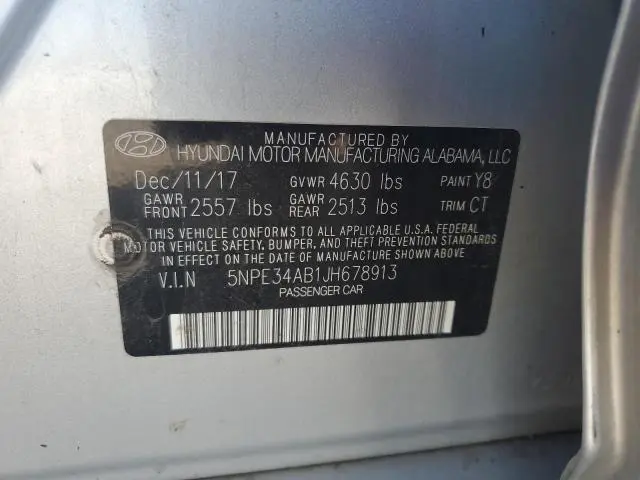 MANUFACTURED BY
HYUNDAI MOTOR MANUFACTURING ALABAMA, LLC
Dec/11/17 GVWR 4630 lbs PAINT Y8
GAWR FRONT 2557 lbs GAWR REAR 2513 lbs TRIM CT
THIS VEHICLE CONFORMS TO ALL APPLICABLE U.S.A. FEDERAL
MOTOR VEHICLE SAFETY, BUMPER, AND THEFT PREVENTION STANDARDS
IN EFFECT ON THE DATE OF MANUFACTURE SHOWN ABOVE
V.I.N 5NPE34AB1JH678913
PASSENGER CAR